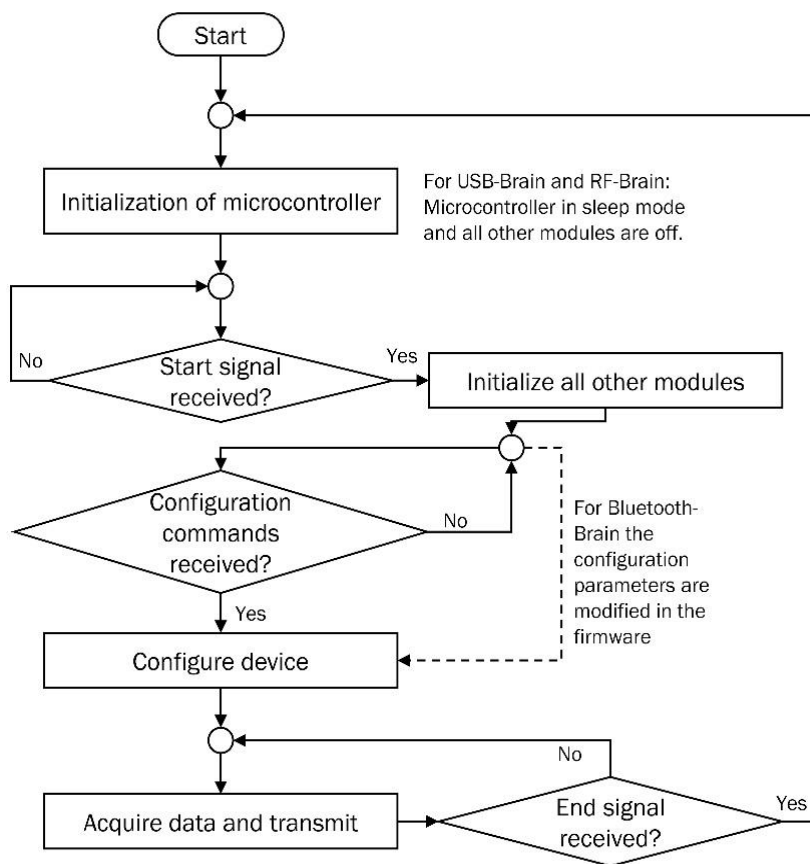 Start
Initialization of microcontroller
For USB-Brain and RF-Brain:
Microcontroller in sleep mode
and all other modules are off.
No
Start signal
received?
Yes
Initialize all other modules
Configuration
commands
received?
No
For Bluetooth-
Brain the
configuration
parameters are
modified in the
firmware
Yes
Configure device
No
Acquire data and transmit
End signal
received?
Yes